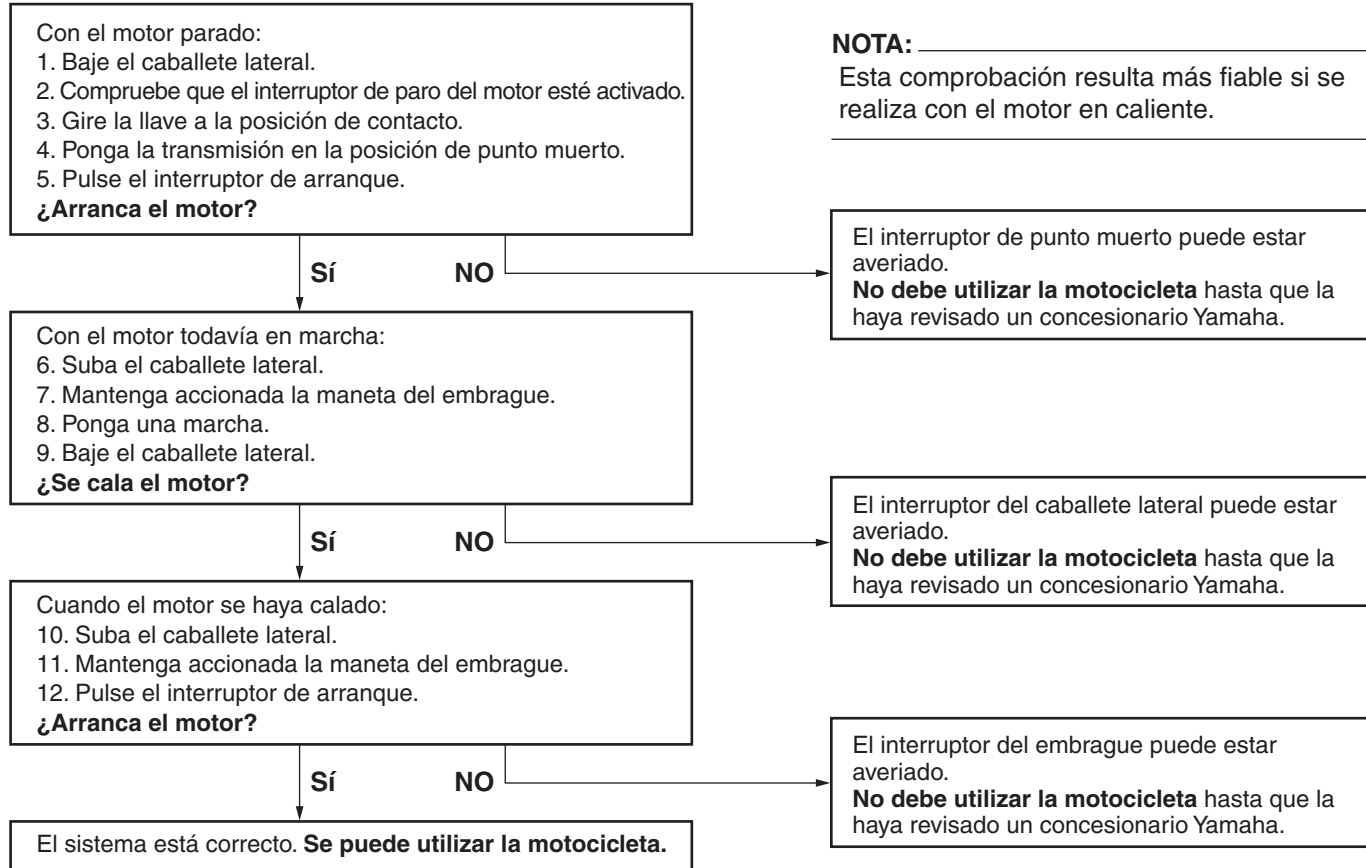 Con el motor parado:
1. Baje el caballete lateral.
2. Compruebe que el interruptor de paro del motor esté activado.
3. Gire la llave a la posición de contacto.
4. Ponga la transmisión en la posición de punto muerto.
5. Pulse el interruptor de arranque.
¿Arranca el motor?
NOTA:
Esta comprobación resulta más fiable si se
realiza con el motor en caliente.
Sí NO
El interruptor de punto muerto puede estar
averiado.
No debe utilizar la motocicleta hasta que la
haya revisado un concesionario Yamaha.
Con el motor todavía en marcha:
6. Suba el caballete lateral.
7. Mantenga accionada la maneta del embrague.
8. Ponga una marcha.
9. Baje el caballete lateral.
¿Se cala el motor?
Sí NO
El interruptor del caballete lateral puede estar
averiado.
No debe utilizar la motocicleta hasta que la
haya revisado un concesionario Yamaha.
Cuando el motor se haya calado:
10. Suba el caballete lateral.
11. Mantenga accionada la maneta del embrague.
12. Pulse el interruptor de arranque.
¿Arranca el motor?
Sí NO
El interruptor del embrague puede estar
averiado.
No debe utilizar la motocicleta hasta que la
haya revisado un concesionario Yamaha.
El sistema está correcto. Se puede utilizar la motocicleta.